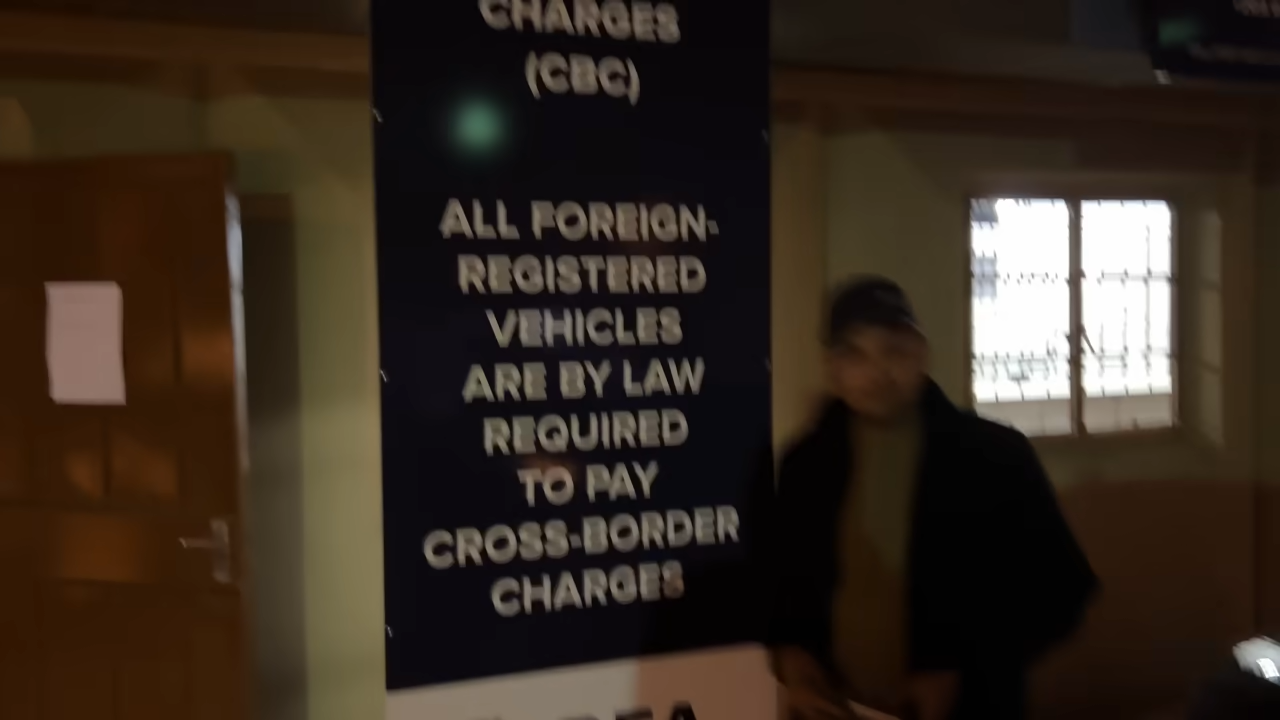 CHARGES
(CBC)
ALL FOREIGN-
REGISTERED
VEHICLES
ARE BY LAW
REQUIRED
TO PAY
CROSS-BORDER
CHARGES